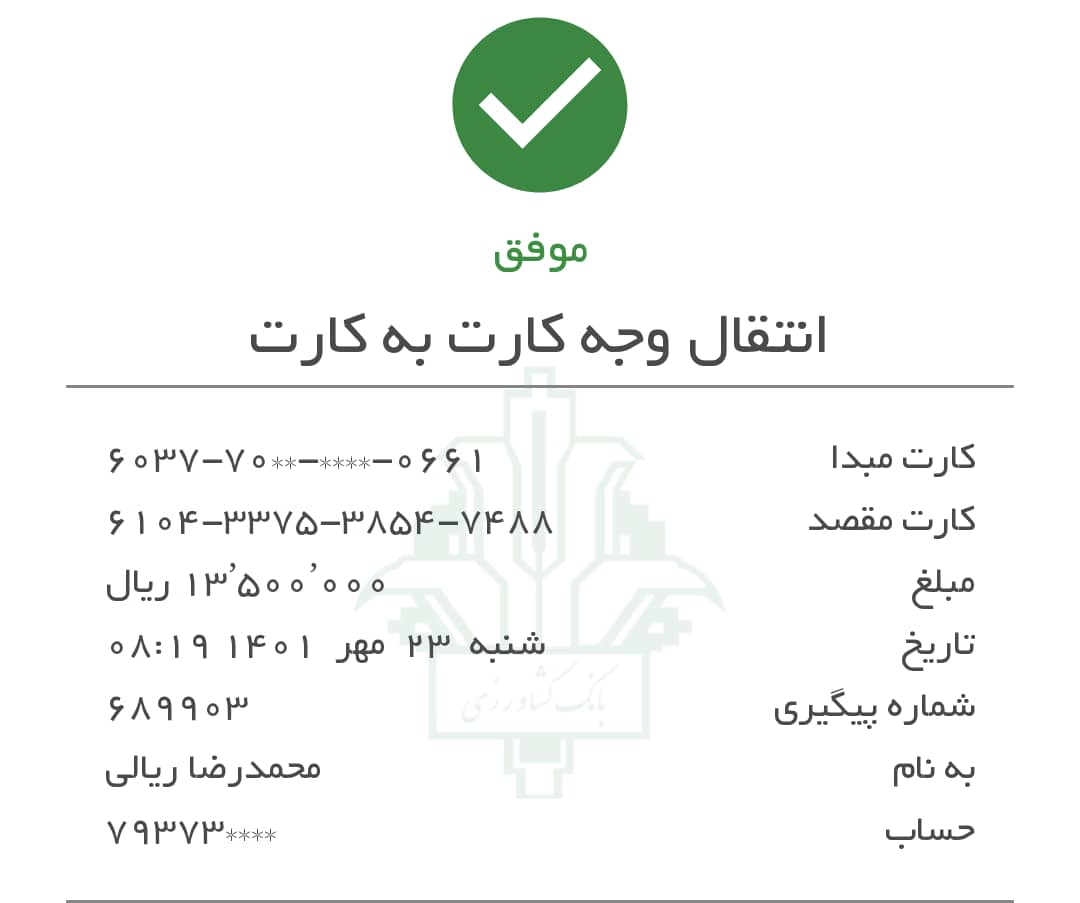 موفق
انتقال وجه کارت به کارت
کارت مبدا ۶۰۳۷-۷۰**-****-۰۶۶۱
کارت مقصد ۶۱۰۴-۳۳۷۵-۳۸۵۴-۷۴۸۸
مبلغ ۱۳٬۵۰۰٬۰۰۰ ریال
تاریخ شنبه ۲۳ مهر ۱۴۰۱ ۰۸:۱۹
شماره پیگیری ۶۸۹۹۰۳
به نام محمدرضا ریالی
حساب ۷۹۳۷۳****
بانک کشاورزی